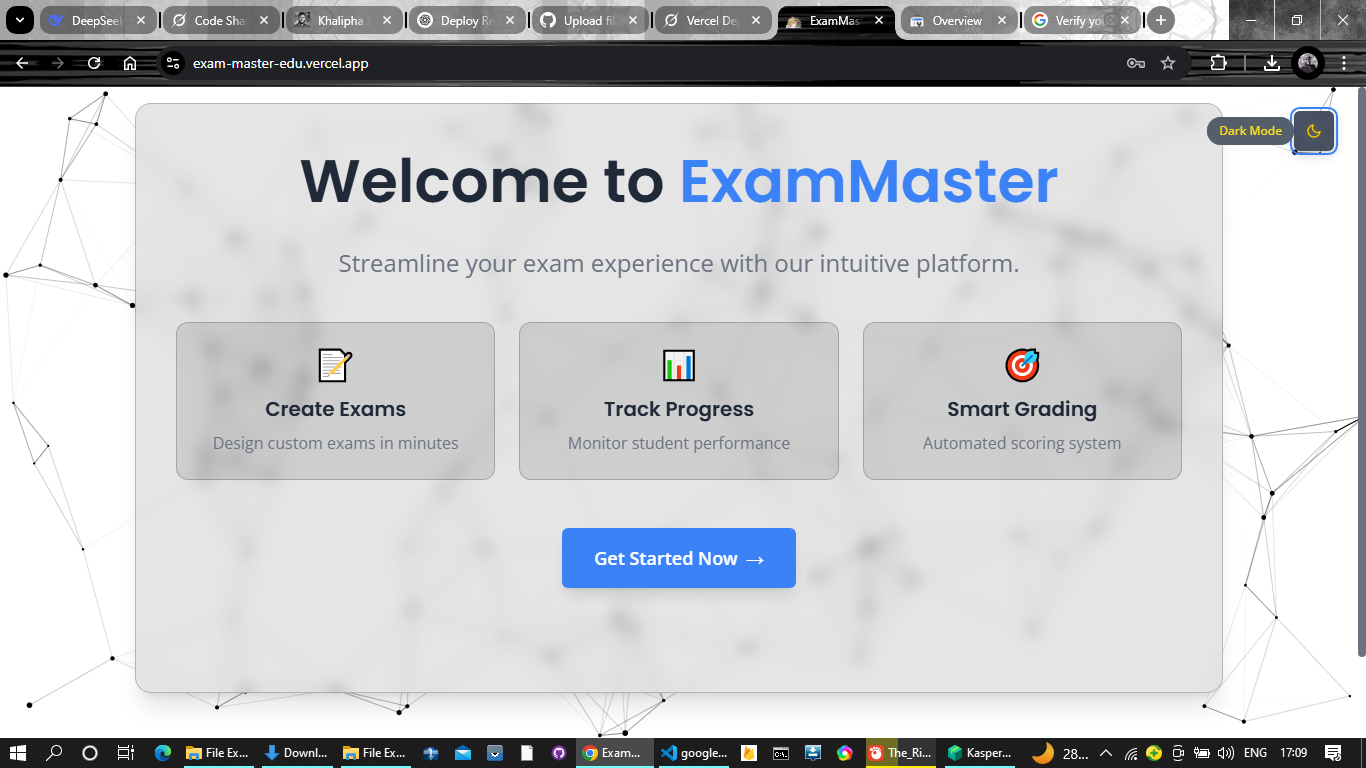 DeepSeek
Code Sha
Khalipha
Deploy Re
Upload fil
Vercel De
ExamMas
Overview
Verify you
exam-master-edu.vercel.app
Dark Mode
Welcome to ExamMaster
Streamline your exam experience with our intuitive platform.
Create Exams
Design custom exams in minutes
Track Progress
Monitor student performance
Smart Grading
Automated scoring system
Get Started Now →
File Ex...
Downl...
File Ex...
Exam...
google...
The_Ri...
Kasper...
28...
ENG
17:09